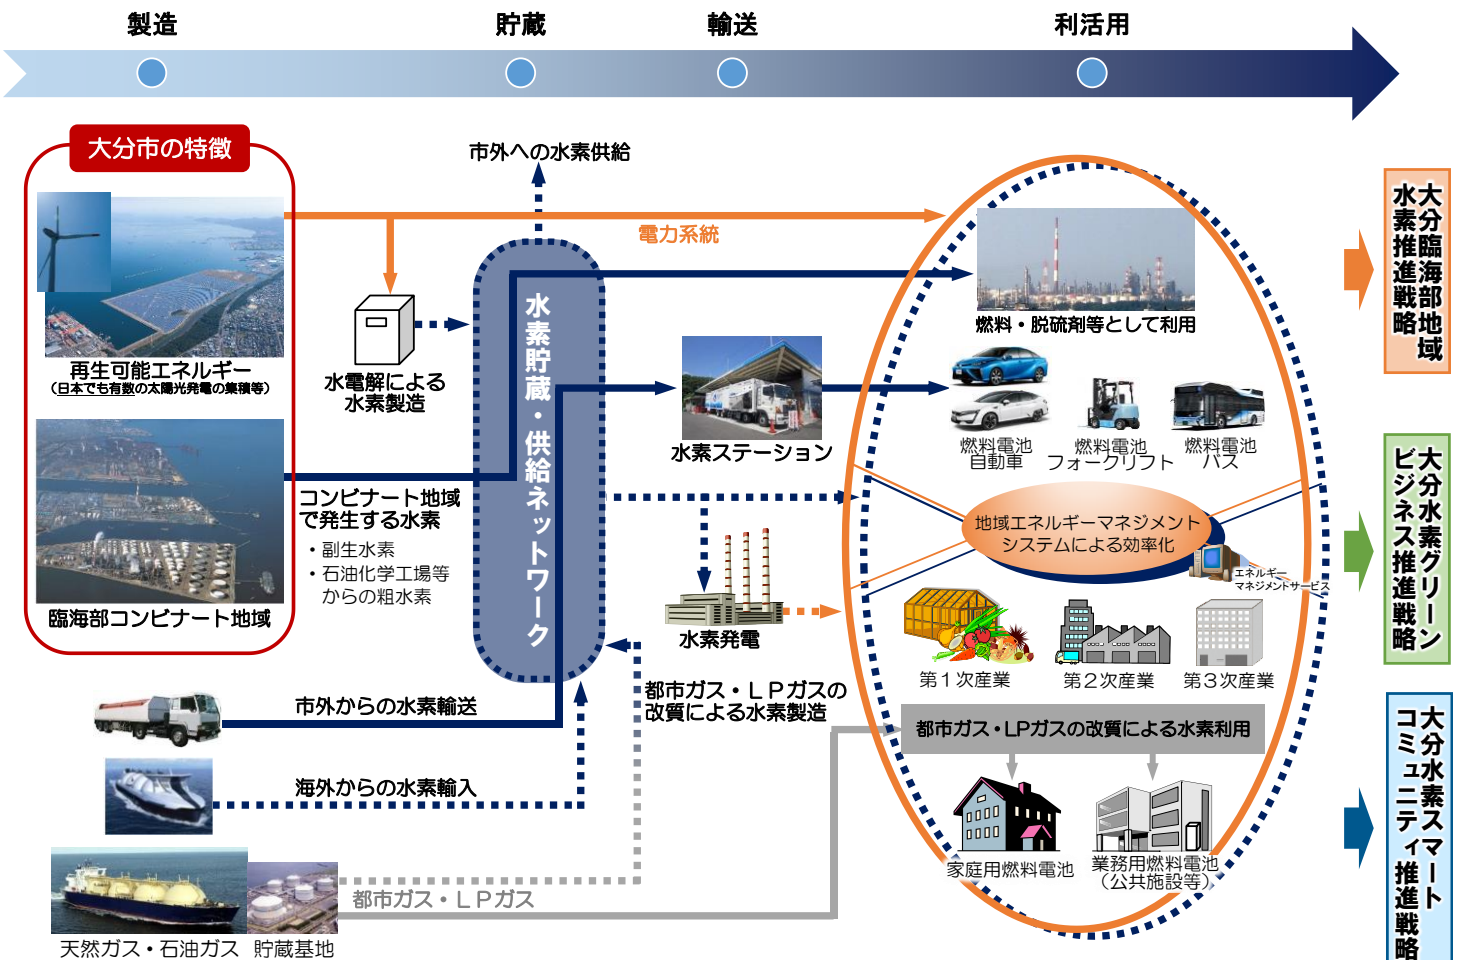 製造
貯蔵
輸送
利活用
大分市の特徴
再生可能エネルギー
（日本でも有数の太陽光発電の集積等）
臨海部コンビナート地域
市外への水素供給
電力系統
水電解による
水素製造
コンビナート地域
で発生する水素
・副生水素
・石油化学工場等
からの粗水素
水素貯蔵・供給ネットワーク
水素ステーション
水素発電
都市ガス・ＬＰガスの
改質による水素製造
市外からの水素輸送
海外からの水素輸入
都市ガス・ＬＰガス
天然ガス・石油ガス
貯蔵基地
燃料・脱硫剤等として利用
燃料電池
自動車
燃料電池
フォークリフト
燃料電池
バス
地域エネルギーマネジメント
システムによる効率化
エネルギー
マネジメントサービス
第１次産業
第２次産業
第３次産業
都市ガス・LPガスの改質による水素利用
家庭用燃料電池
業務用燃料電池
（公共施設等）
大分臨海部地域
水素推進戦略
大分水素グリーン
ビジネス推進戦略
大分水素スマート
コミュニティ推進戦略